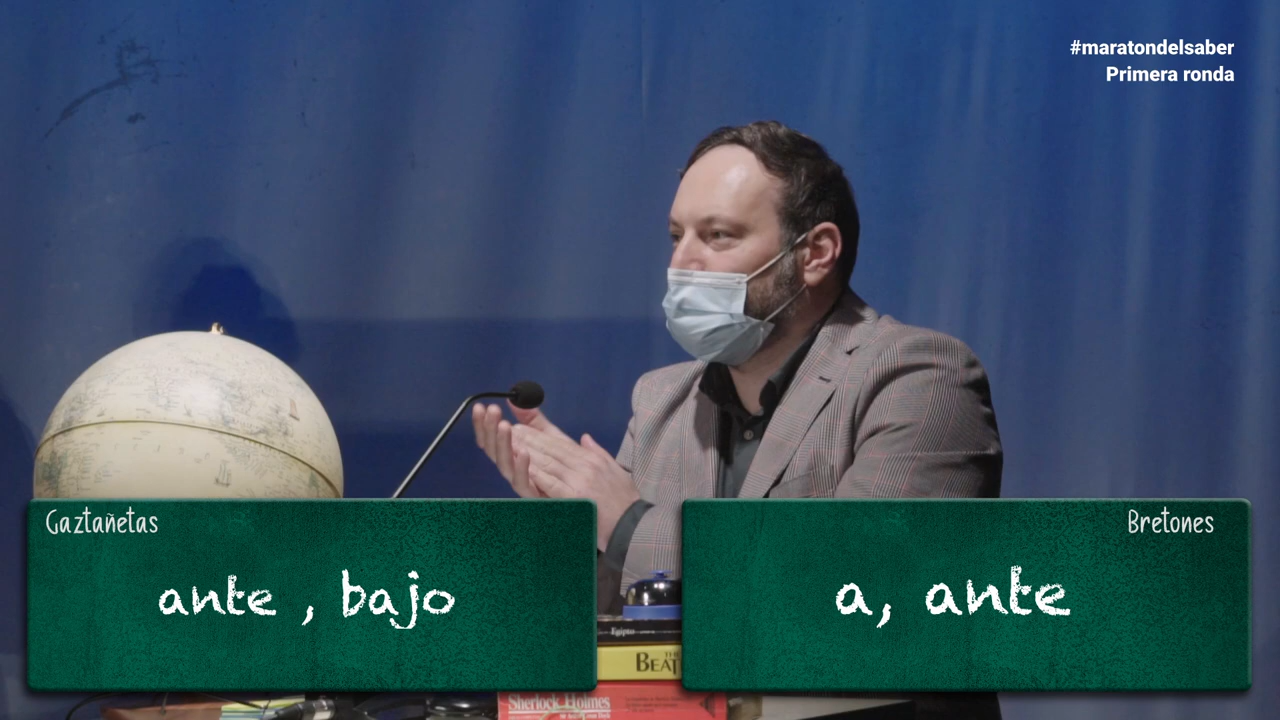 #maratondelsaber
Primera ronda
Gaztañetas
Bretones
ante , bajo
a, ante
Egipto
THE
BEAT
Sherlock Holmes